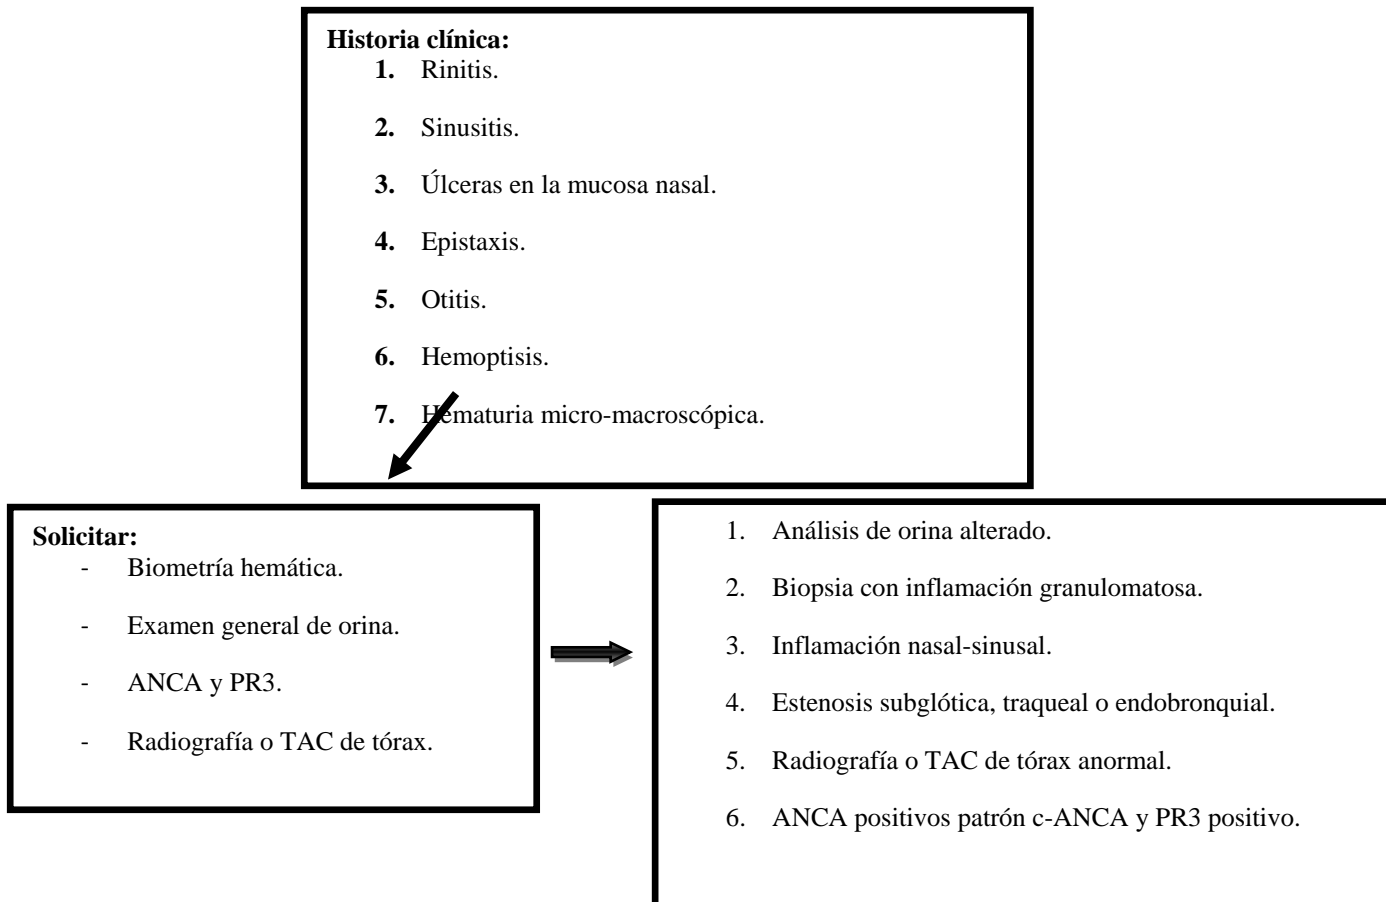 Historia clínica:
1. Rinitis.
2. Sinusitis.
3. Úlceras en la mucosa nasal.
4. Epistaxis.
5. Otitis.
6. Hemoptisis.
7. Hematuria micro-macroscópica.
Solicitar:
- Biometría hemática.
- Examen general de orina.
- ANCA y PR3.
- Radiografía o TAC de tórax.
1. Análisis de orina alterado.
2. Biopsia con inflamación granulomatosa.
3. Inflamación nasal-sinusal.
4. Estenosis subglótica, traqueal o endobronquial.
5. Radiografía o TAC de tórax anormal.
6. ANCA positivos patrón c-ANCA y PR3 positivo.